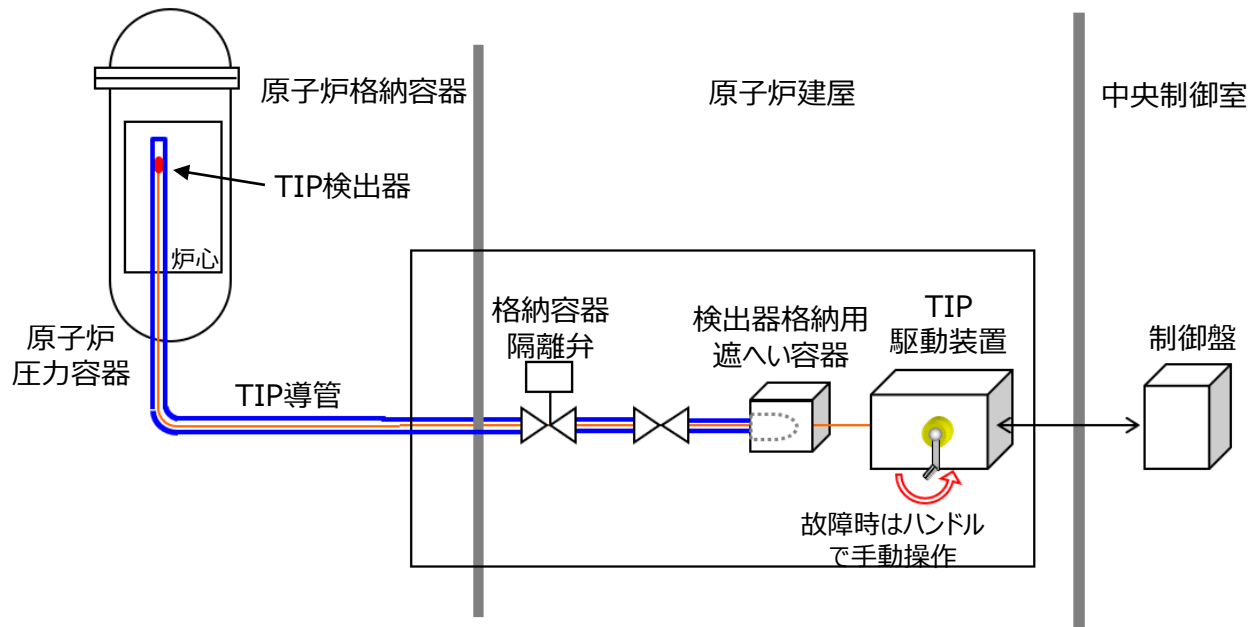 原子炉格納容器
原子炉建屋
中央制御室
TIP検出器
炉心
原子炉
圧力容器
TIP導管
格納容器
隔離弁
検出器格納用
遮へい容器
TIP
駆動装置
制御盤
故障時はハンドル
で手動操作